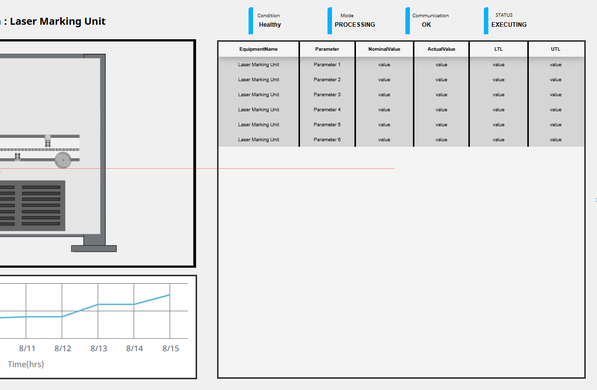 : Laser Marking Unit
Condition
Healthy
Mode
PROCESSING
Communication
OK
STATUS
EXECUTING
EquipmentName Parameter NominalValue ActualValue LTL UTL
Laser Marking Unit Parameter 1 value value value value
Laser Marking Unit Parameter 2 value value value value
Laser Marking Unit Parameter 3 value value value value
Laser Marking Unit Parameter 4 value value value value
Laser Marking Unit Parameter 5 value value value value
Laser Marking Unit Parameter 6 value value value value
8/11 8/12 8/13 8/14 8/15
Time(hrs)